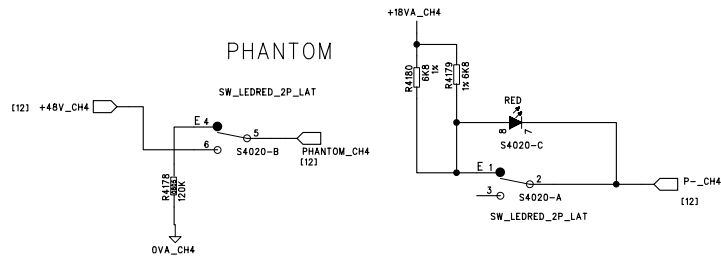 +18VA_CH4
PHANTOM
R4180
6K8
1%
R4179
1% 6K8
SW_LEDRED_2P_LAT
RED
[12] +48V_CH4
E 4
5
8 7
6
S4020-B
PHANTOM_CH4
[12]
S4020-C
E 1
2
P-_CH4
[12]
3
S4020-A
SW_LEDRED_2P_LAT
R4178
120K
0VA_CH4